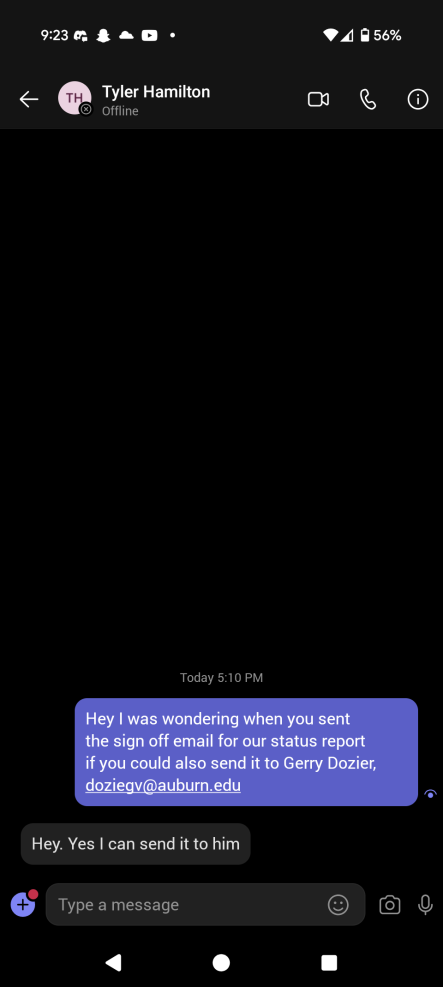 9:23
56%
TH
Tyler Hamilton
Offline
Today 5:10 PM
Hey I was wondering when you sent
the sign off email for our status report
if you could also send it to Gerry Dozier,
doziegv@auburn.edu
Hey. Yes I can send it to him
Type a message